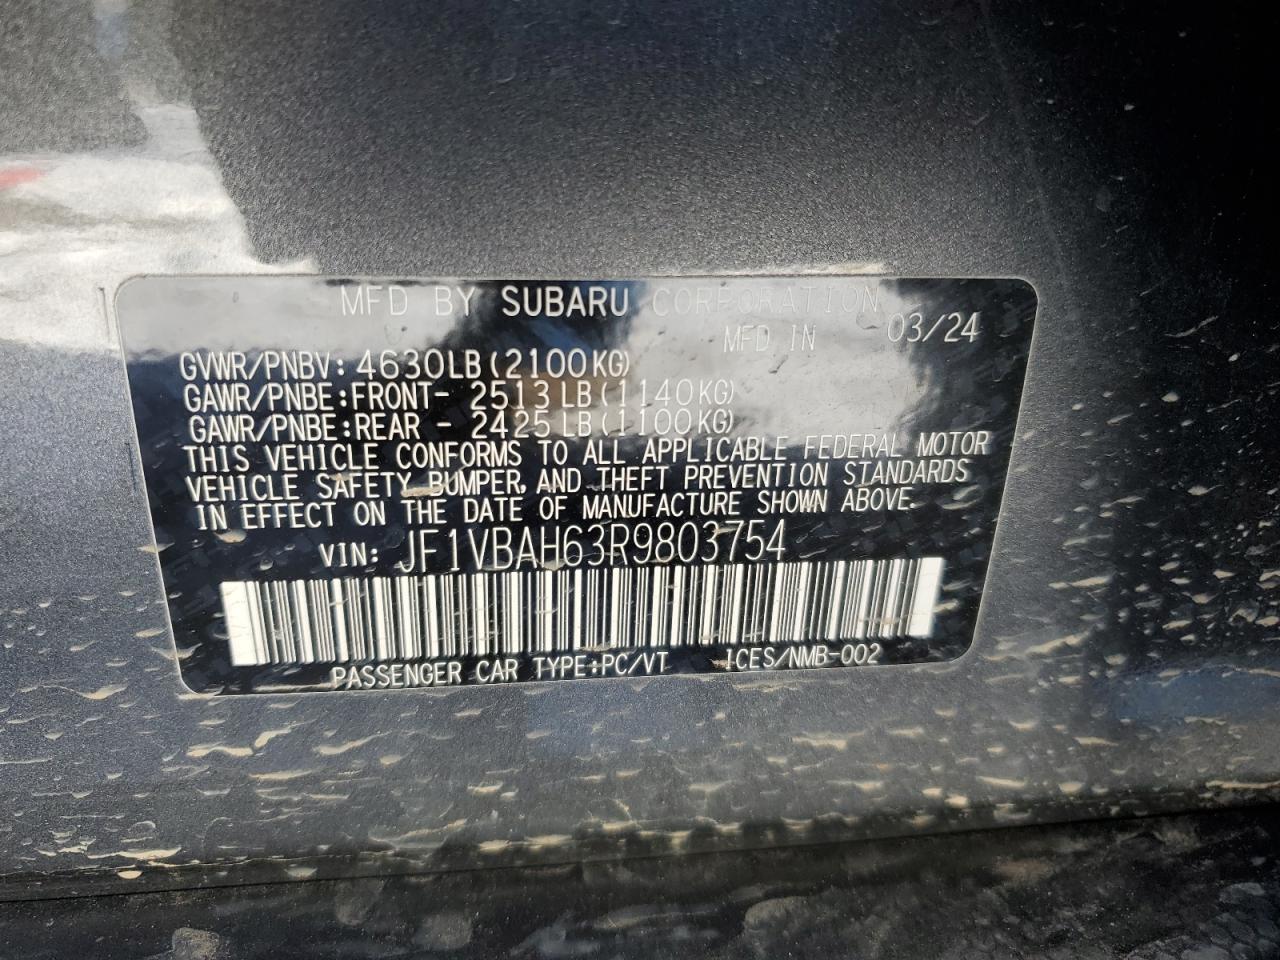 MFD BY SUBARU CORPORATION
MFD IN 03/24
GVWR/PNBV: 4630LB(2100KG)
GAWR/PNBE:FRONT- 2513LB(1140KG)
GAWR/PNBE:REAR - 2425LB(1100KG)
THIS VEHICLE CONFORMS TO ALL APPLICABLE FEDERAL MOTOR
VEHICLE SAFETY, BUMPER, AND THEFT PREVENTION STANDARDS
IN EFFECT ON THE DATE OF MANUFACTURE SHOWN ABOVE.
VIN: JF1VBAH63R9803754
PASSENGER CAR TYPE:PC/VT ICES/NMB-002